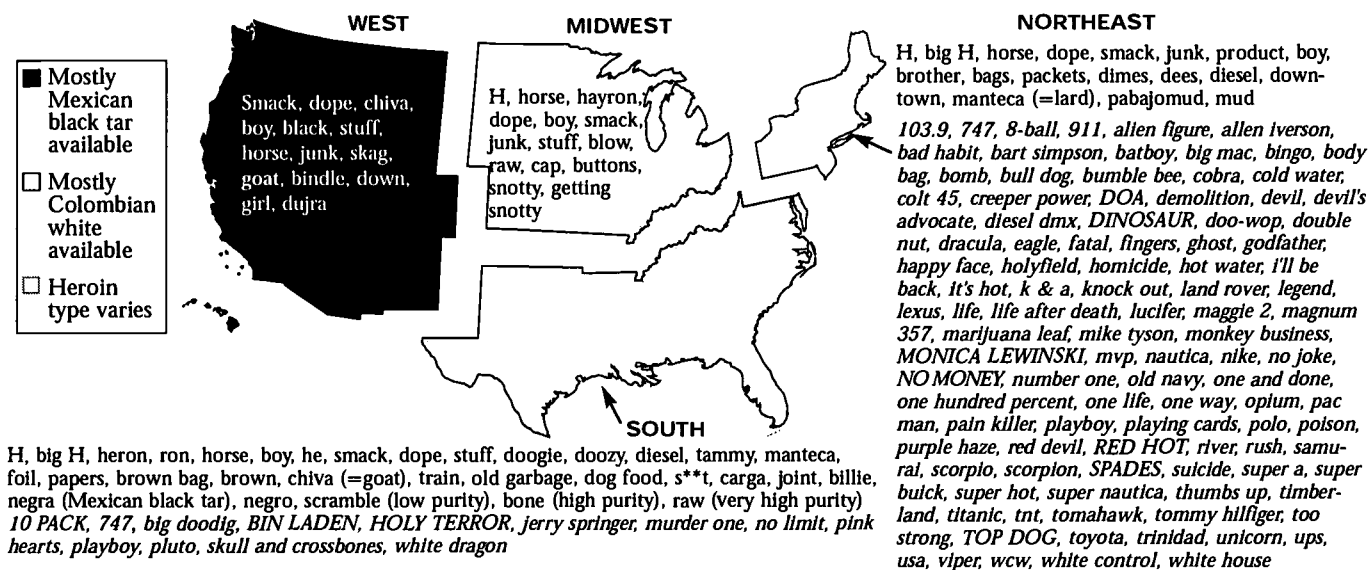 WEST
MIDWEST
NORTHEAST
Mostly
Mexican
black tar
available
Mostly
Colombian
white
available
Heroin
type varies
Smack, dope, chiva,
boy, black, stuff,
horse, junk, skag,
goat, bindle, down,
girl, dujra
H, horse, hayron,
dope, boy, smack,
junk, stuff, blow,
raw, cap, buttons,
snotty, getting
snotty
H, big H, horse, dope, smack, junk, product, boy,
brother, bags, packets, dimes, dees, diesel, down-
town, manteca (=lard), pabajomud, mud
103.9, 747, 8-ball, 911, alien figure, allen iverson,
bad habit, bart simpson, batboy, big mac, bingo, body
bag, bomb, bull dog, bumble bee, cobra, cold water,
colt 45, creeper power, DOA, demolition, devil, devil's
advocate, diesel dmx, DINOSAUR, doo-wop, double
nut, dracula, eagle, fatal, fingers, ghost, godfather,
happy face, holyfield, homicide, hot water, i'll be
back, it's hot, k & a, knock out, land rover, legend,
lexus, life, life after death, lucifer, maggie 2, magnum
357, marijuana leaf, mike tyson, monkey business,
MONICA LEWINSKI, mvp, nautica, nike, no joke,
NO MONEY, number one, old navy, one and done,
one hundred percent, one life, one way, opium, pac
man, pain killer, playboy, playing cards, polo, poison,
purple haze, red devil, RED HOT, river, rush, samu-
rai, scorpio, scorpion, SPADES, suicide, super a, super
buick, super hot, super nautica, thumbs up, timber-
land, titanic, tnt, tomahawk, tommy hilfiger, too
strong, TOP DOG, toyota, trinidad, unicorn, ups,
usa, viper, wcw, white control, white house
SOUTH
H, big H, heron, ron, horse, boy, he, smack, dope, stuff, doogie, doozy, diesel, tammy, manteca,
foil, papers, brown bag, brown, chiva (=goat), train, old garbage, dog food, s**t, carga, joint, billie,
negra (Mexican black tar), negro, scramble (low purity), bone (high purity), raw (very high purity)
10 PACK, 747, big doodig, BIN LADEN, HOLY TERROR, jerry springer, murder one, no limit, pink
hearts, playboy, pluto, skull and crossbones, white dragon